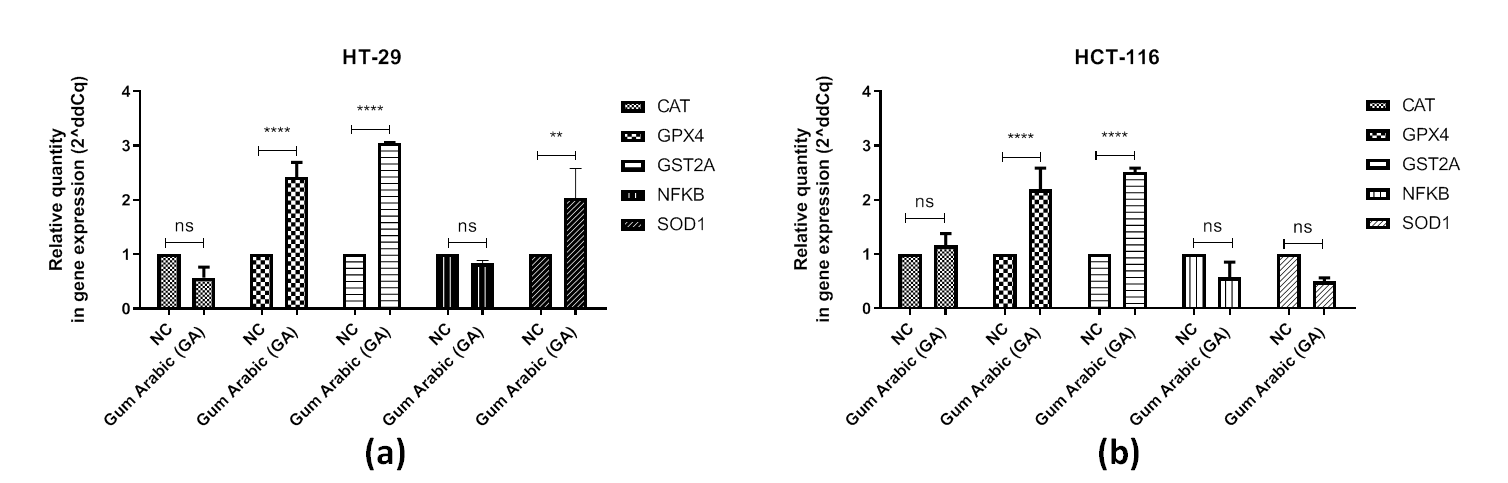 HT-29
Relative quantity
in gene expression (2^ddCq)
4
3
2
1
0
ns
****
****
ns
**
NC
Gum Arabic (GA)
NC
Gum Arabic (GA)
NC
Gum Arabic (GA)
NC
Gum Arabic (GA)
NC
Gum Arabic (GA)
CAT
GPX4
GST2A
NFKB
SOD1
(a)
HCT-116
Relative quantity
in gene expression (2^ddCq)
4
3
2
1
0
ns
****
****
ns
ns
NC
Gum Arabic (GA)
NC
Gum Arabic (GA)
NC
Gum Arabic (GA)
NC
Gum Arabic (GA)
NC
Gum Arabic (GA)
CAT
GPX4
GST2A
NFKB
SOD1
(b)